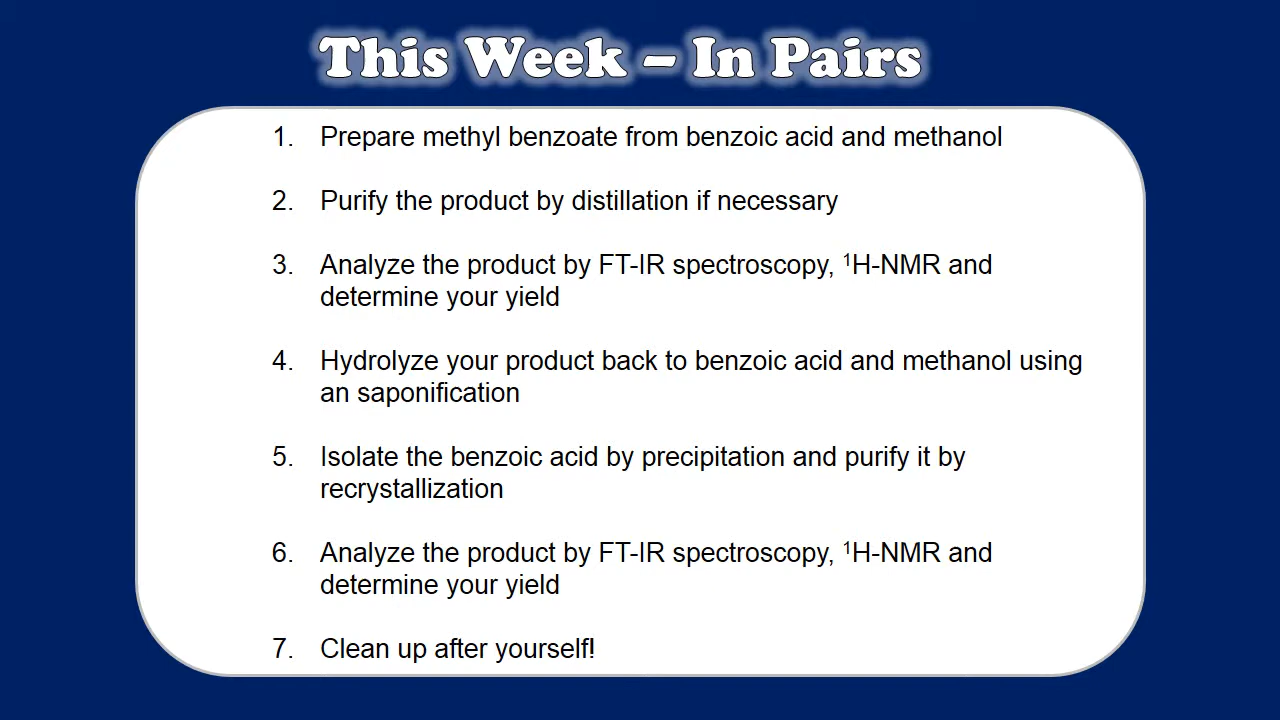 This Week – In Pairs
1. Prepare methyl benzoate from benzoic acid and methanol
2. Purify the product by distillation if necessary
3. Analyze the product by FT-IR spectroscopy, ¹H-NMR and
determine your yield
4. Hydrolyze your product back to benzoic acid and methanol using
an saponification
5. Isolate the benzoic acid by precipitation and purify it by
recrystallization
6. Analyze the product by FT-IR spectroscopy, ¹H-NMR and
determine your yield
7. Clean up after yourself!